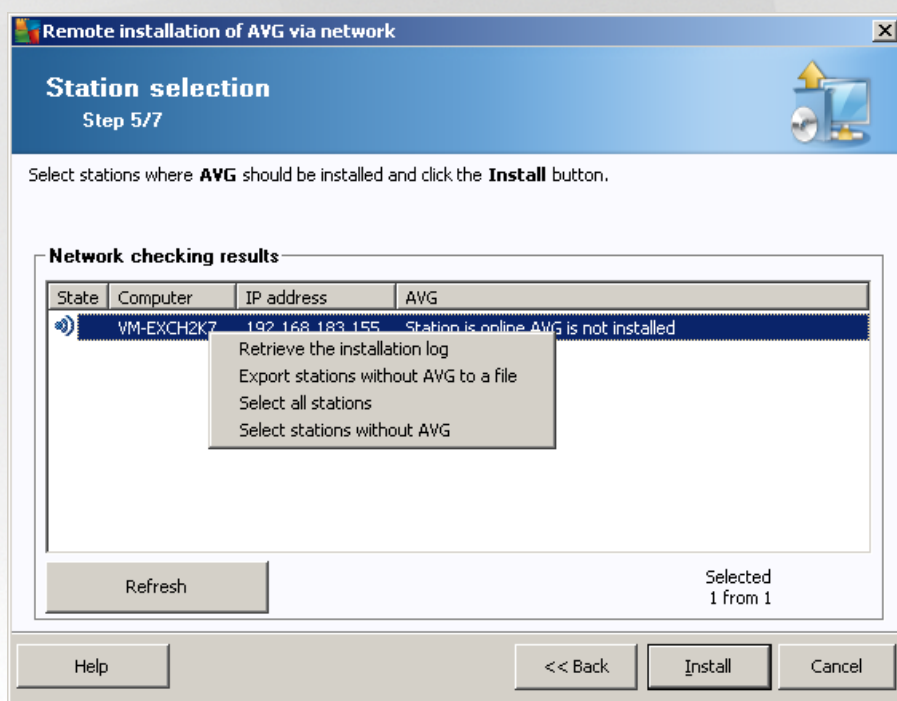 Remote installation of AVG via network
Station selection
Step 5/7
Select stations where AVG should be installed and click the Install button.
Network checking results
State Computer IP address AVG
VM-EXCH2K7 192.168.183.155 Station is online AVG is not installed
Retrieve the installation log
Export stations without AVG to a file
Select all stations
Select stations without AVG
Refresh
Selected
1 from 1
Help << Back Install Cancel